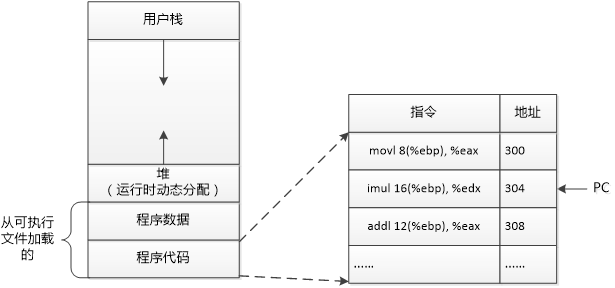 用户栈
堆
（运行时动态分配）
程序数据
程序代码
从可执行
文件加载
的
指令 地址
movl 8(%ebp), %eax 300
imul 16(%ebp), %edx 304
PC
addl 12(%ebp), %eax 308
...... ......